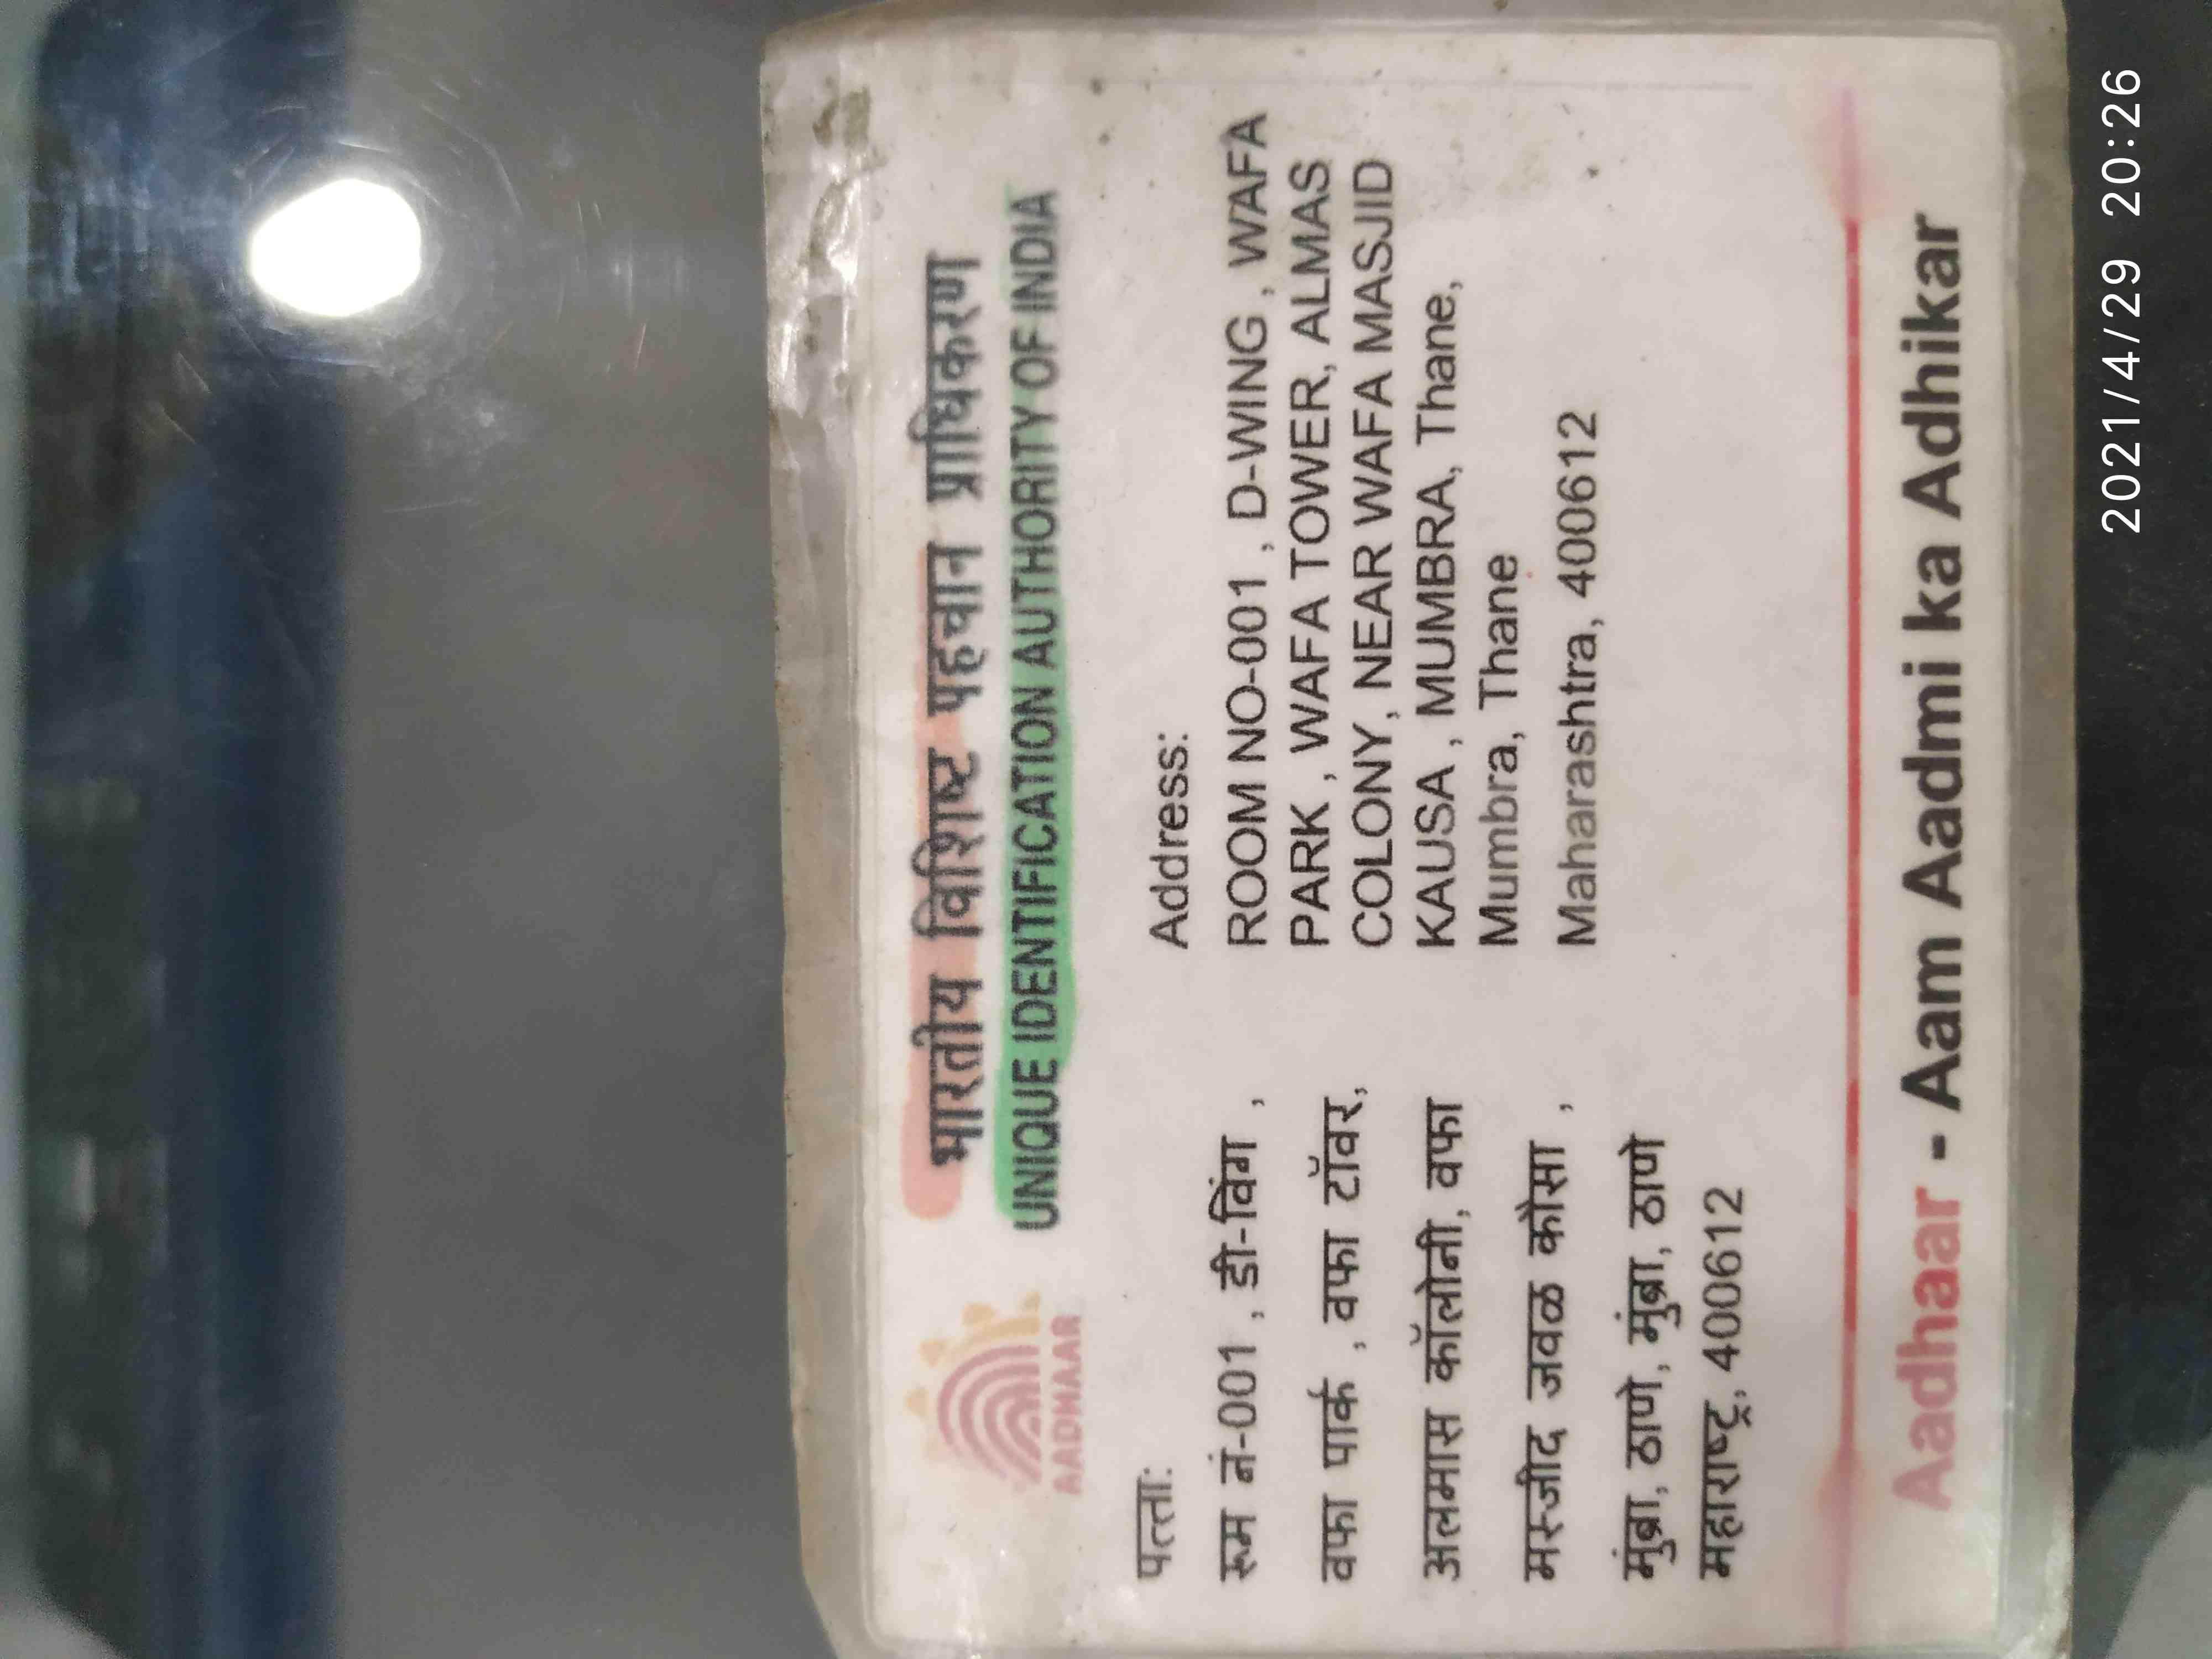 भारतीय विशिष्ट पहचान प्राधिकरण
UNIQUE IDENTIFICATION AUTHORITY OF INDIA
AADHAAR
पत्ता:
रूम नं-001 , डी-विंग ,
वफा पार्क , वफा टॉवर,
अलमास कॉलोनी, वफा
मस्जीद जवळ कौसा ,
मुंब्रा, ठाणे, मुंब्रा, ठाणे
महाराष्ट्र, 400612
Address:
ROOM NO-001 , D-WING , WAFA
PARK , WAFA TOWER, ALMAS
COLONY, NEAR WAFA MASJID
KAUSA , MUMBRA, Thane,
Mumbra, Thane
Maharashtra, 400612
Aadhaar - Aam Aadmi ka Adhikar
2021/4/29 20:26